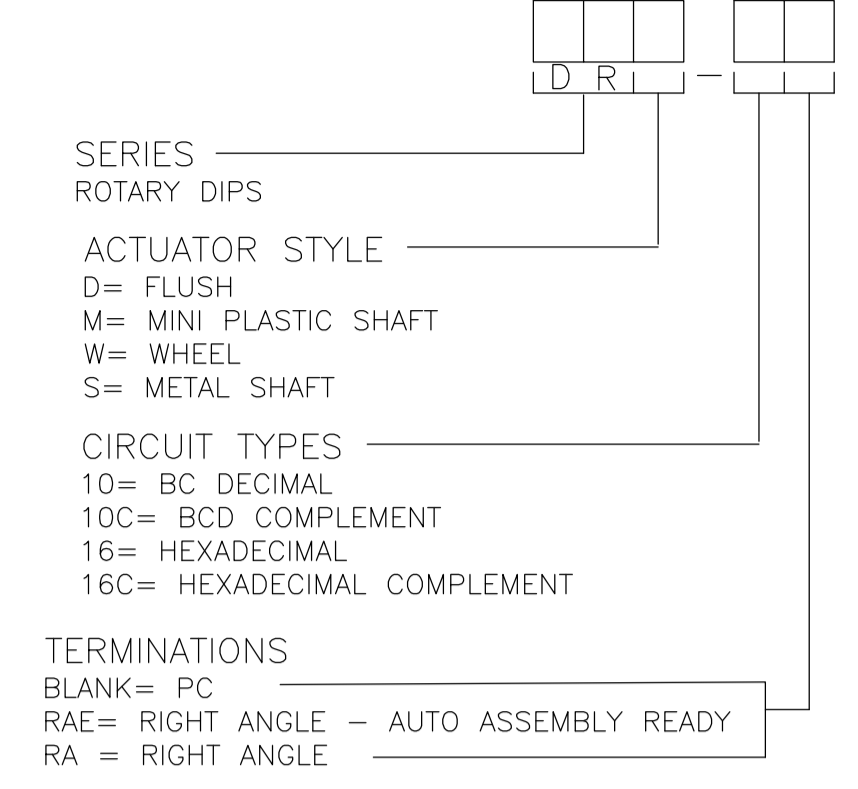 D R –
SERIES
ROTARY DIPS
ACTUATOR STYLE
D= FLUSH
M= MINI PLASTIC SHAFT
W= WHEEL
S= METAL SHAFT
CIRCUIT TYPES
10= BC DECIMAL
10C= BCD COMPLEMENT
16= HEXADECIMAL
16C= HEXADECIMAL COMPLEMENT
TERMINATIONS
BLANK= PC
RAE= RIGHT ANGLE – AUTO ASSEMBLY READY
RA = RIGHT ANGLE